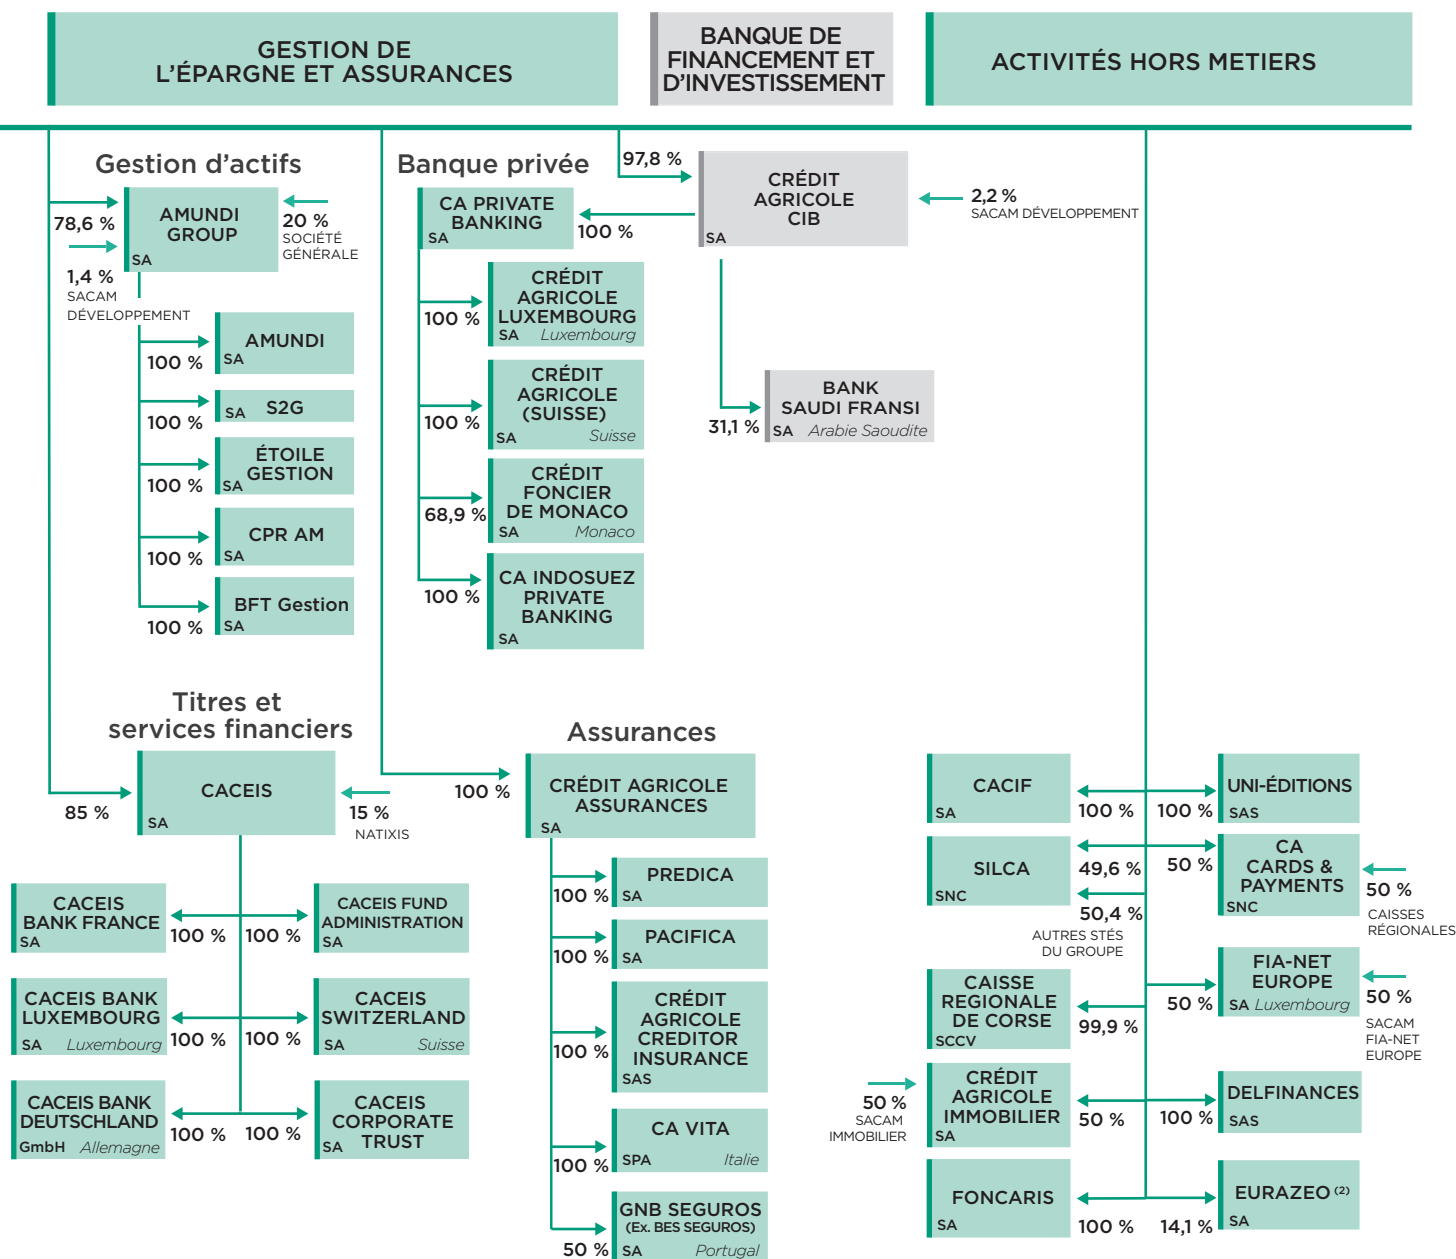 GESTION DE
L'ÉPARGNE ET ASSURANCES
BANQUE DE
FINANCEMENT ET
D'INVESTISSEMENT
ACTIVITÉS HORS METIERS
Gestion d'actifs
78,6 %
AMUNDI
GROUP
SA
20 %
SOCIÉTÉ
GÉNÉRALE
1,4 %
SACAM
DÉVELOPPEMENT
100 %
AMUNDI
SA
100 %
SA S2G
100 %
ÉTOILE
GESTION
SA
100 %
CPR AM
SA
100 %
BFT Gestion
SA
Banque privée
CA PRIVATE
BANKING
SA
100 %
100 %
CRÉDIT
AGRICOLE
LUXEMBOURG
SA Luxembourg
100 %
CRÉDIT
AGRICOLE
(SUISSE)
SA Suisse
68,9 %
CRÉDIT
FONCIER
DE MONACO
SA Monaco
100 %
CA INDOSUEZ
PRIVATE
BANKING
SA
97,8 %
CRÉDIT
AGRICOLE
CIB
SA
2,2 %
SACAM DÉVELOPPEMENT
31,1 %
BANK
SAUDI FRANSI
SA Arabie Saoudite
Titres et
services financiers
85 %
CACEIS
SA
15 %
NATIXIS
CACEIS
BANK FRANCE
SA
100 %
100 %
CACEIS FUND
ADMINISTRATION
SA
CACEIS BANK
LUXEMBOURG
SA Luxembourg
100 %
100 %
CACEIS
SWITZERLAND
SA Suisse
CACEIS BANK
DEUTSCHLAND
GmbH Allemagne
100 %
100 %
CACEIS
CORPORATE
TRUST
SA
Assurances
100 %
CRÉDIT AGRICOLE
ASSURANCES
SA
100 %
PREDICA
SA
100 %
PACIFICA
SA
100 %
CRÉDIT
AGRICOLE
CREDITOR
INSURANCE
SAS
100 %
CA VITA
SPA Italie
50 %
GNB SEGUROS
(Ex. BES SEGUROS)
SA Portugal
CACIF
SA
100 %
100 %
UNI-ÉDITIONS
SAS
SILCA
SNC
49,6 %
50,4 %
AUTRES STÉS
DU GROUPE
50 %
CA
CARDS &
PAYMENTS
SNC
50 %
CAISSES
RÉGIONALES
CAISSE
REGIONALE
DE CORSE
SCCV
99,9 %
50 %
FIA-NET
EUROPE
SA Luxembourg
50 %
SACAM
FIA-NET
EUROPE
50 %
SACAM
IMMOBILIER
CRÉDIT
AGRICOLE
IMMOBILIER
SA
50 %
100 %
DELFINANCES
SAS
FONCARIS
SA
100 %
14,1 %
EURAZEO (2)
SA